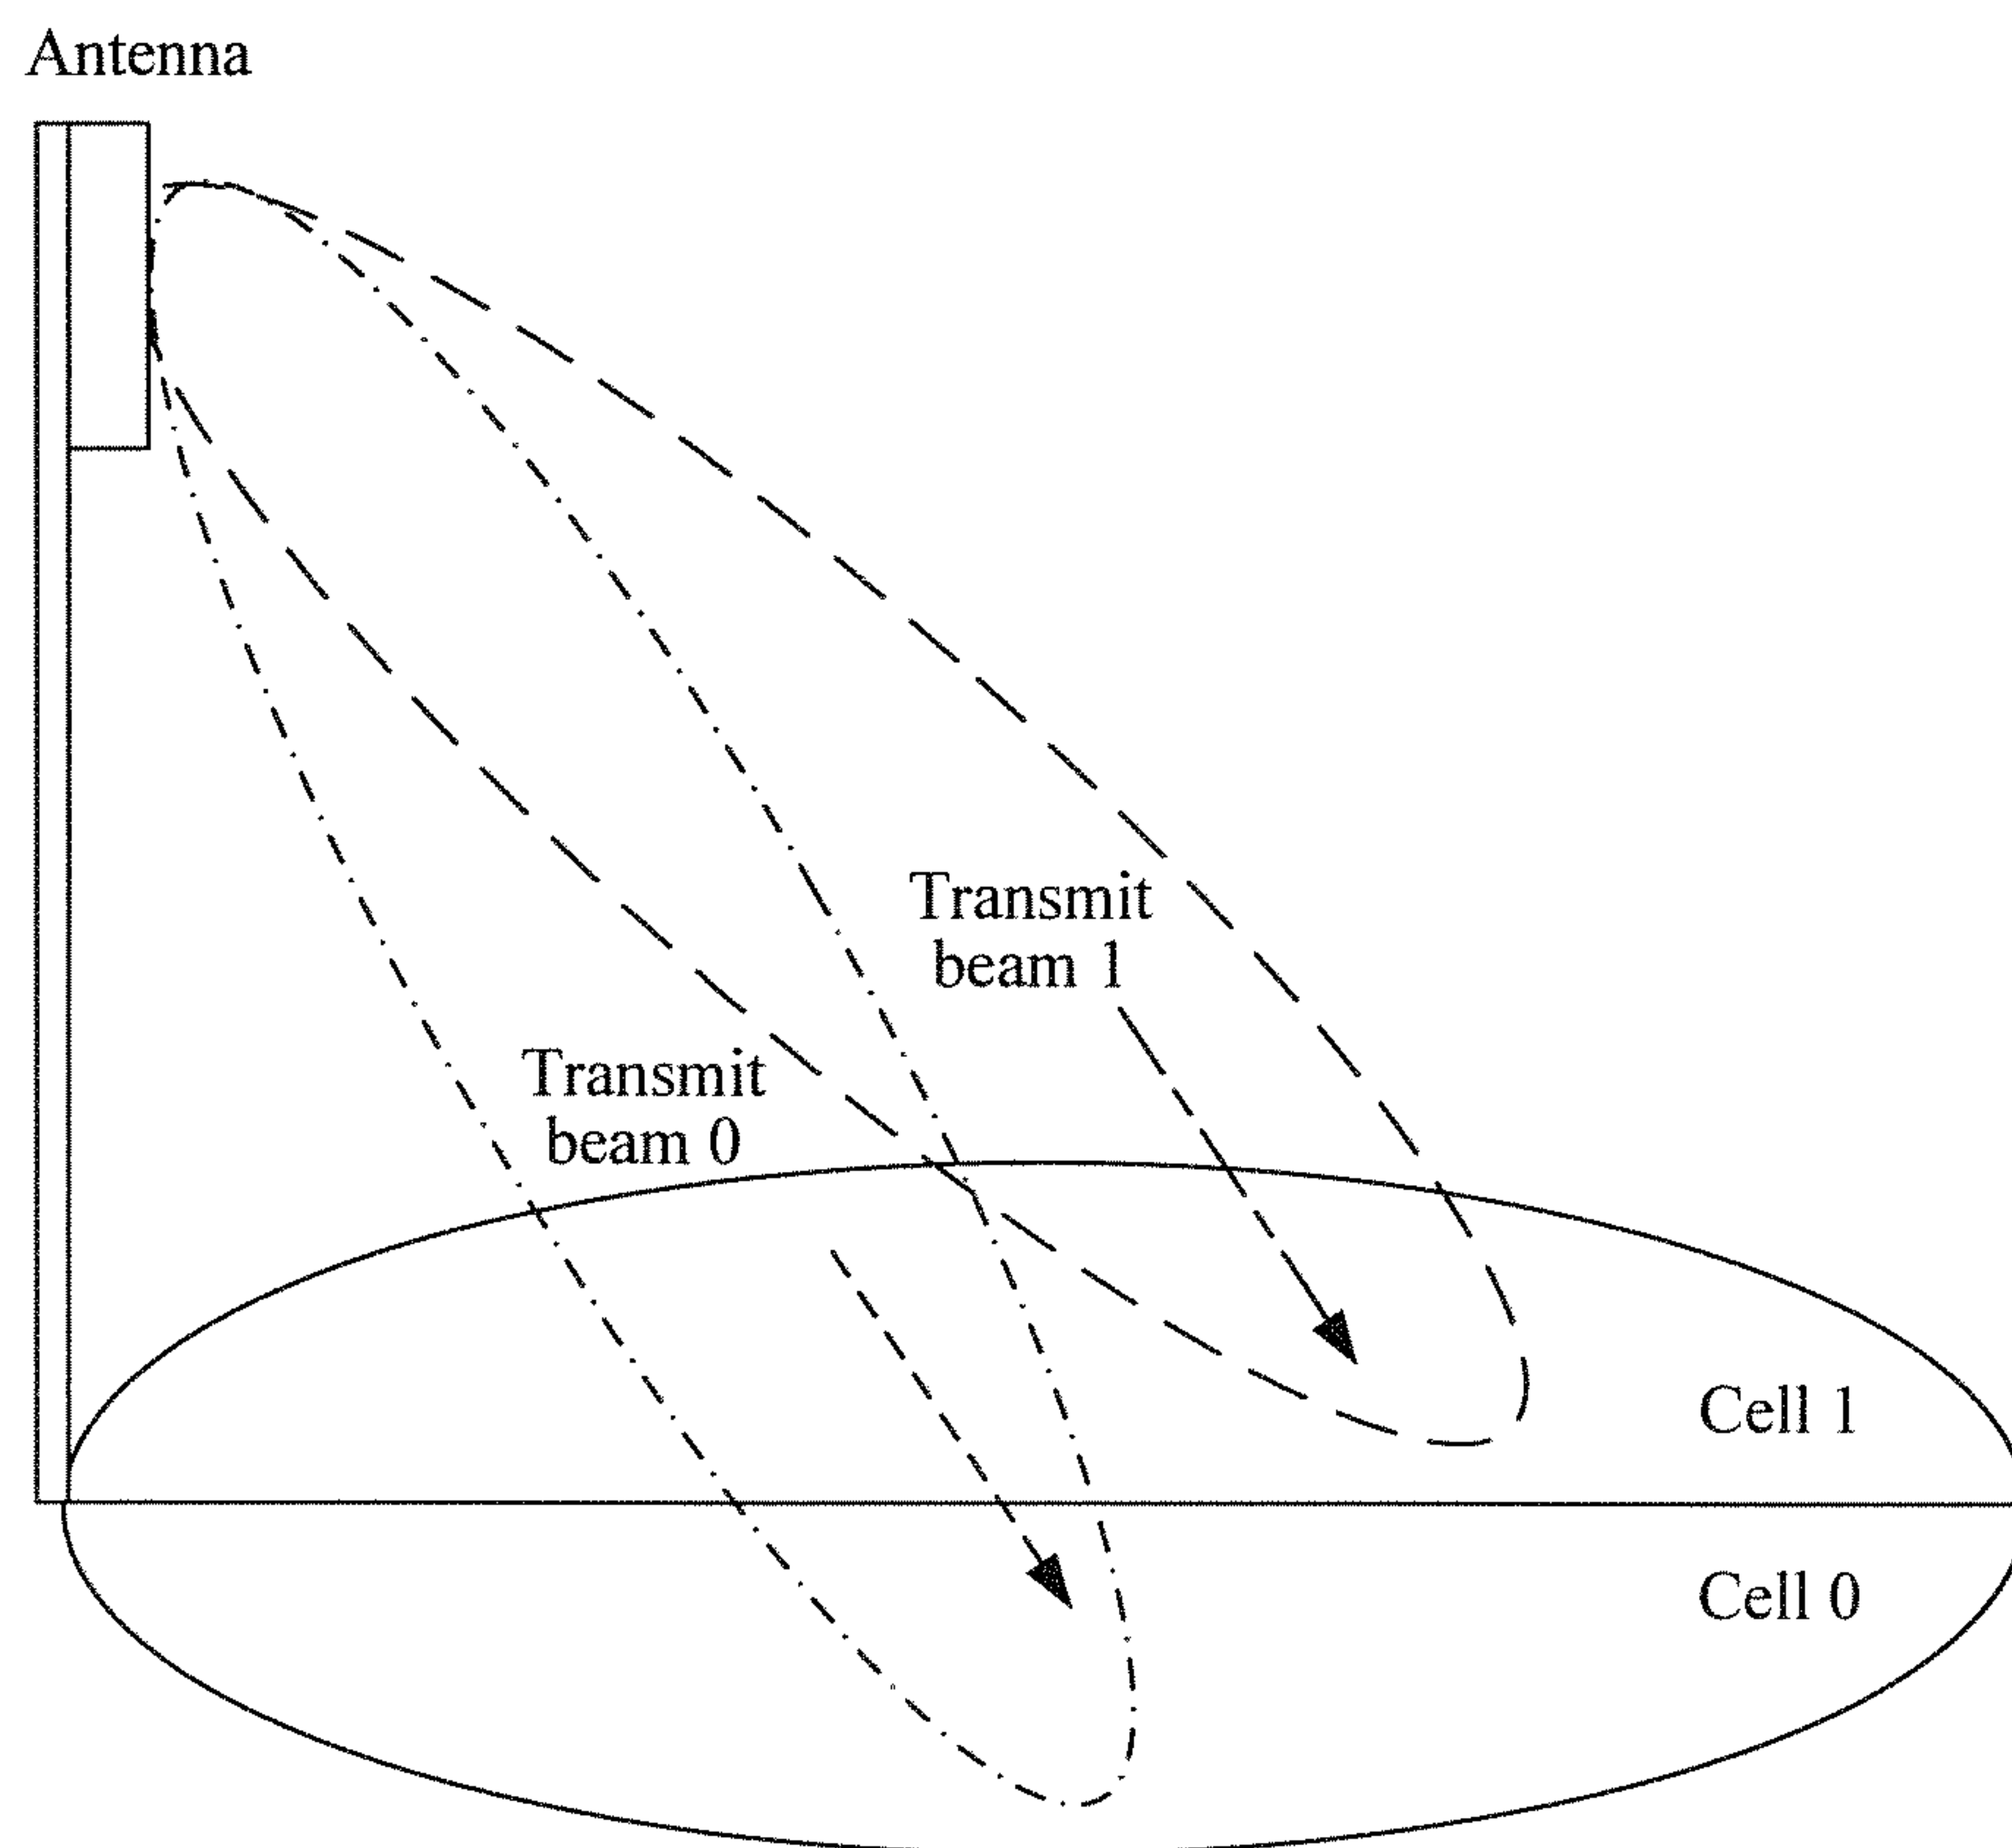 Antenna
Transmit
beam 1
Transmit
beam 0
Cell 1
Cell 0